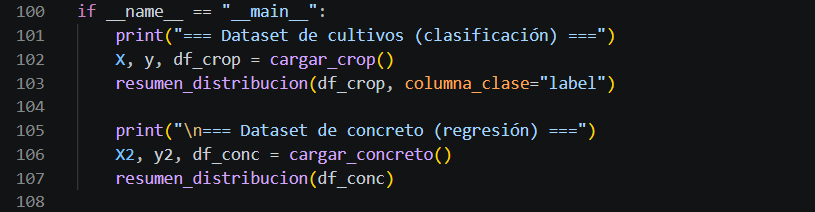 100 if __name__ == "__main__":
101     print("=== Dataset de cultivos (clasificación) ===")
102     X, y, df_crop = cargar_crop()
103     resumen_distribucion(df_crop, columna_clase="label")
104
105     print("\n=== Dataset de concreto (regresión) ===")
106     X2, y2, df_conc = cargar_concreto()
107     resumen_distribucion(df_conc)
108